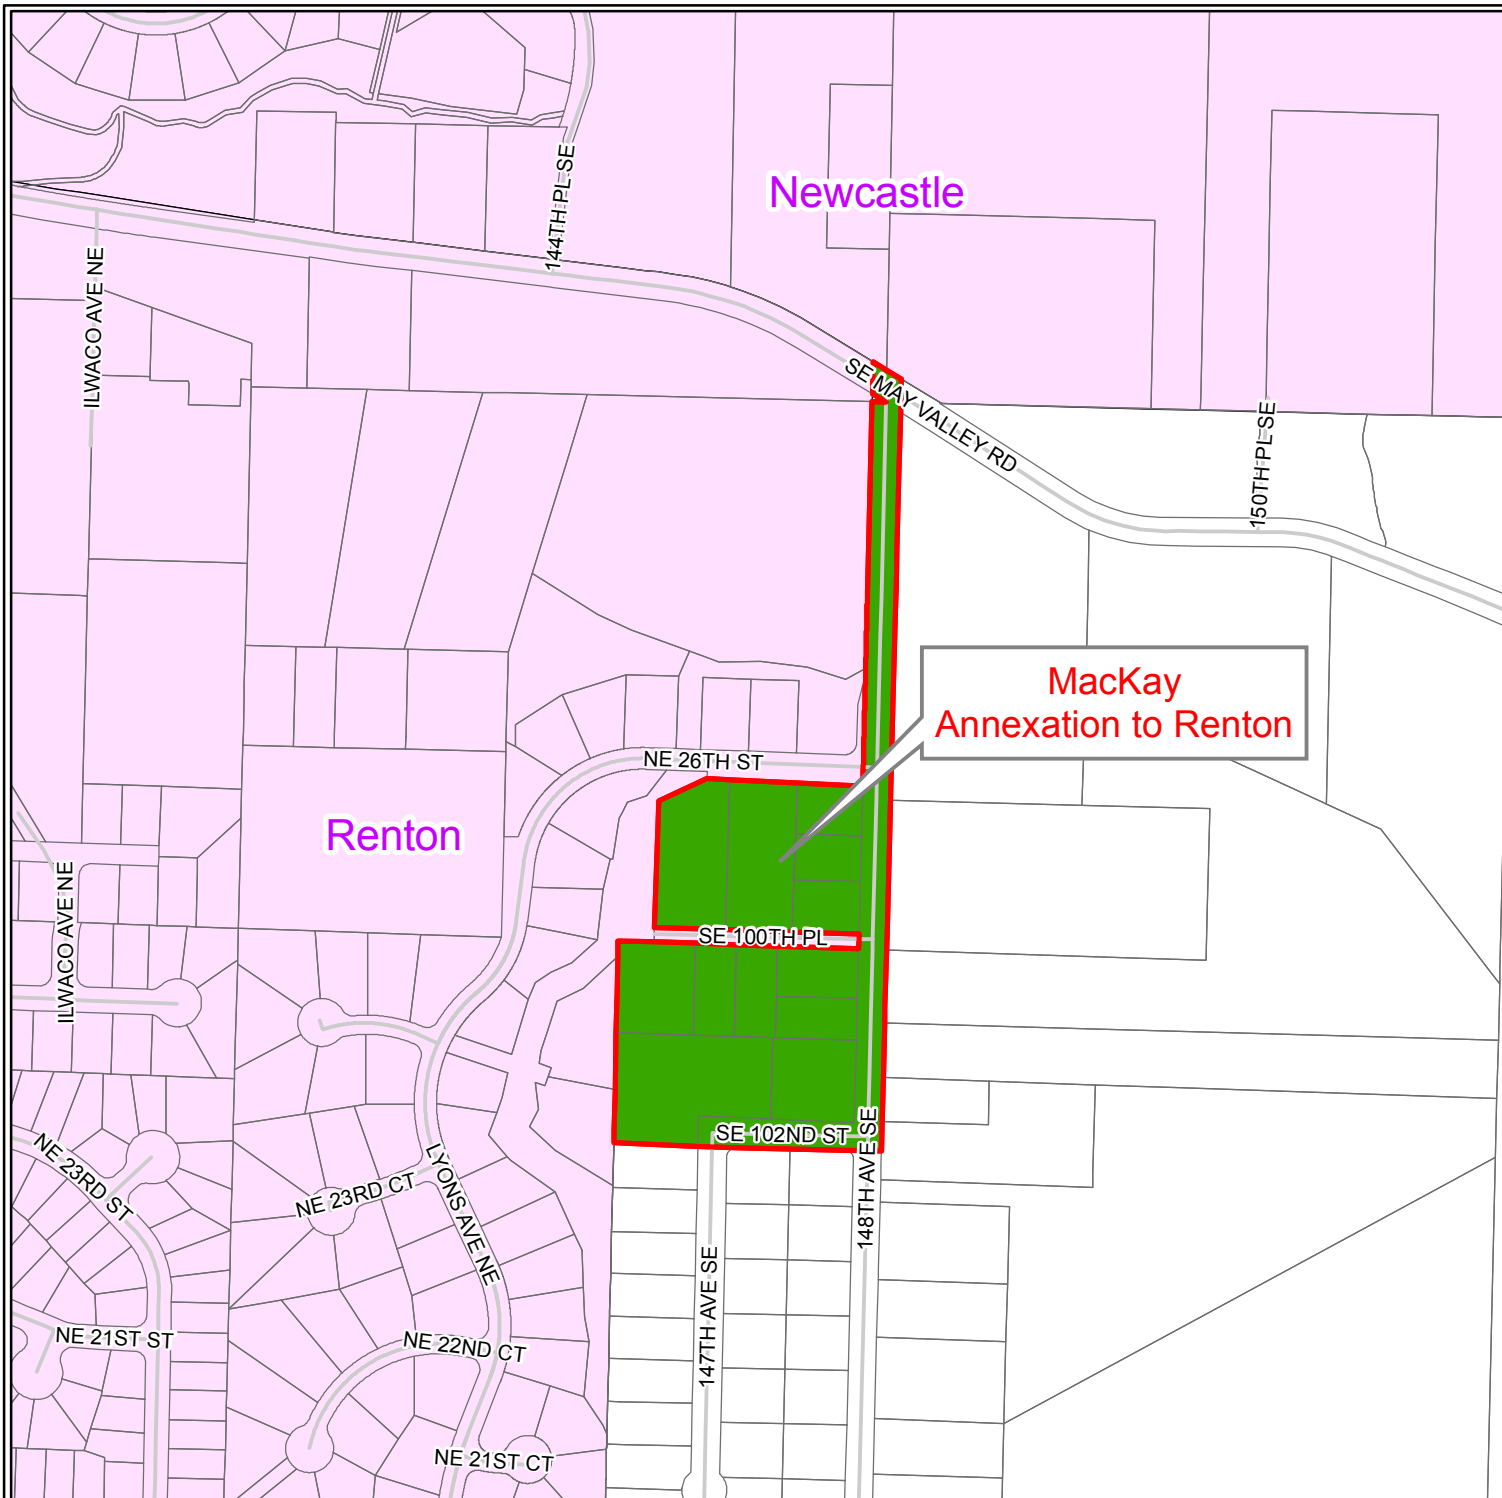 144TH PL SE
Newcastle
ILWACO AVE NE
SE MAY VALLEY RD
150TH PL SE
MacKay
Annexation to Renton
NE 26TH ST
Renton
ILWACO AVE NE
SE 100TH PL
SE 102ND ST
148TH AVE SE
NE 23RD ST
NE 23RD CT
LYONS AVE NE
147TH AVE SE
NE 21ST ST
NE 22ND CT
NE 21ST CT